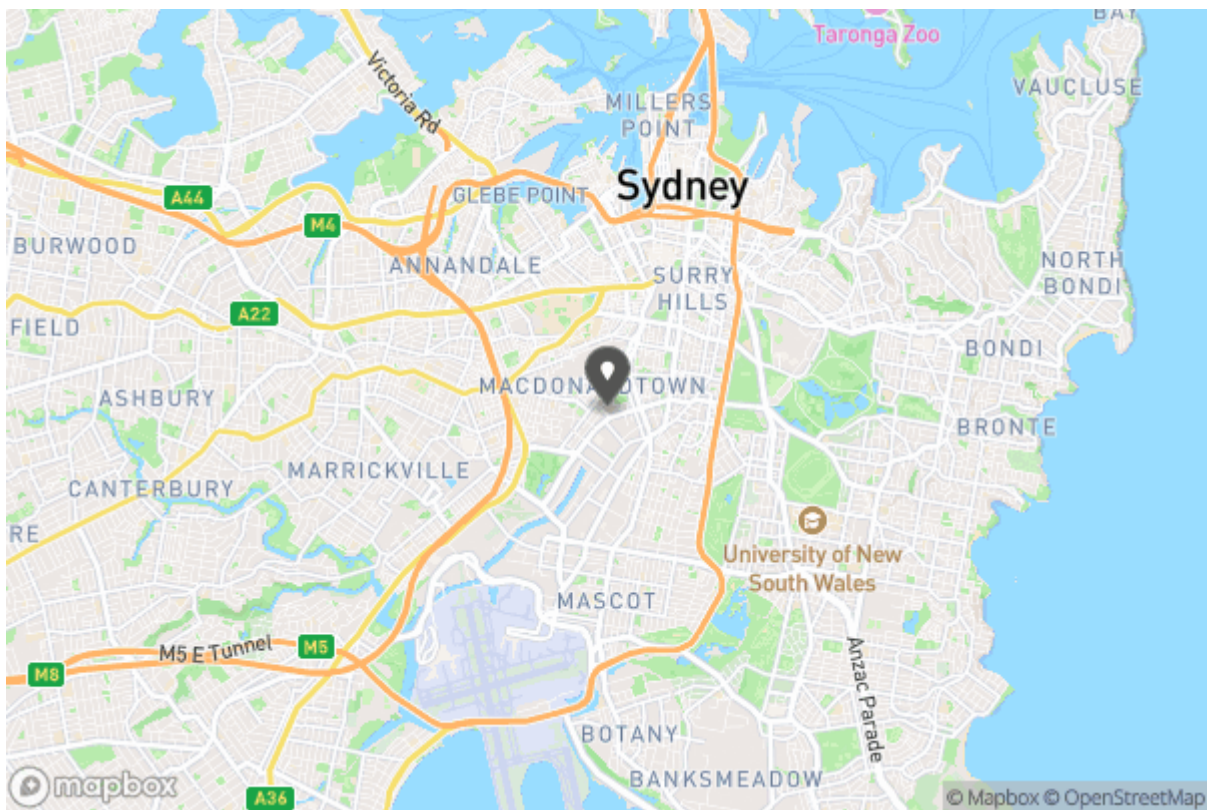 Taronga Zoo
BAY
VAUCLUSE
Victoria Rd
MILLERS
POINT
Sydney
A44
GLEBE POINT
M4
BURWOOD
ANNANDALE
SURRY
HILLS
NORTH
BONDI
A22
FIELD
BONDI
ASHBURY
BRONTE
MARRICKVILLE
CANTERBURY
RE
University of New
South Wales
MASCOT
M5 E Tunnel
M5
M8
Anzac Parade
BOTANY
BANKSMEADOW
mapbox
A36
© Mapbox © OpenStreetMap